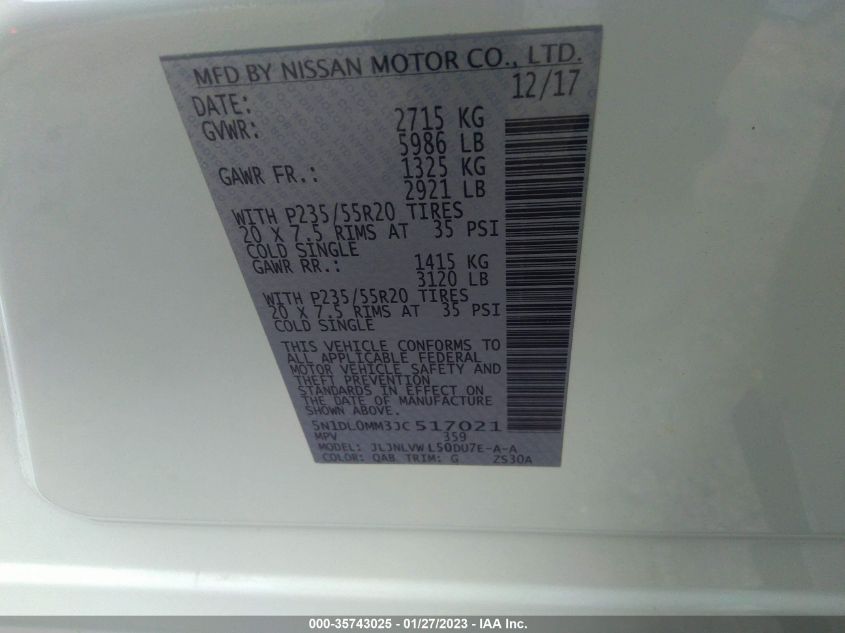 MFD BY NISSAN MOTOR CO., LTD.
DATE: 12/17
GVWR: 2715 KG
5986 LB
GAWR FR.: 1325 KG
2921 LB
WITH P235/55R20 TIRES
20 X 7.5 RIMS AT 35 PSI
COLD SINGLE
GAWR RR.: 1415 KG
3120 LB
WITH P235/55R20 TIRES
20 X 7.5 RIMS AT 35 PSI
COLD SINGLE
THIS VEHICLE CONFORMS TO
ALL APPLICABLE FEDERAL
MOTOR VEHICLE SAFETY AND
THEFT PREVENTION
STANDARDS IN EFFECT ON
THE DATE OF MANUFACTURE
SHOWN ABOVE.
5N1DL0MM3JC517021
MPV 359
MODEL: JLJNLVWL50DU7E-A-A
COLOR: QAB TRIM: G ZS30A
000-35743025 - 01/27/2023 - IAA Inc.